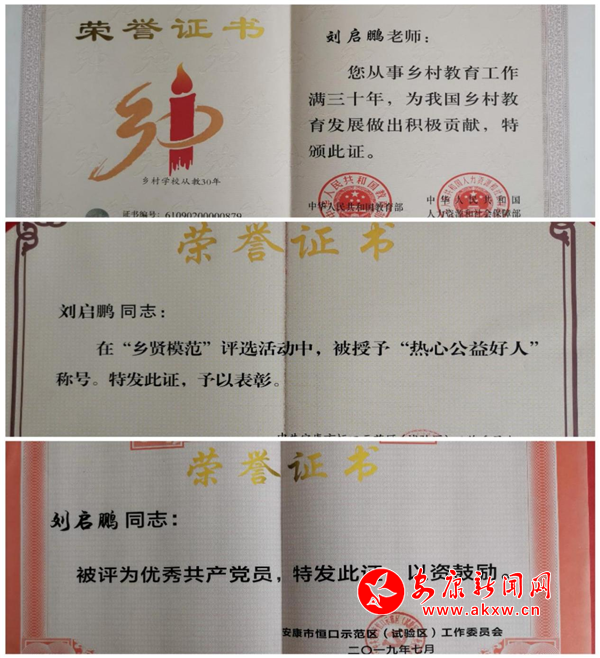 荣誉证书
乡村学校从教30年
证书编号：61090200000879
刘启鹏老师：
您从事乡村教育工作
满三十年，为我国乡村教
育发展做出积极贡献，特
颁此证。
中华人民共和国教育部
中华人民共和国
人力资源和社会保障部
荣誉证书
刘启鹏同志：
在“乡贤模范”评选活动中，被授予“热心公益好人”
称号。特发此证，予以表彰。
荣誉证书
刘启鹏同志：
被评为优秀共产党员，特发此证，以资鼓励。
安康市恒口示范区（试验区）工作委员会
二〇一九年七月
安康新闻网
www.akxw.cn